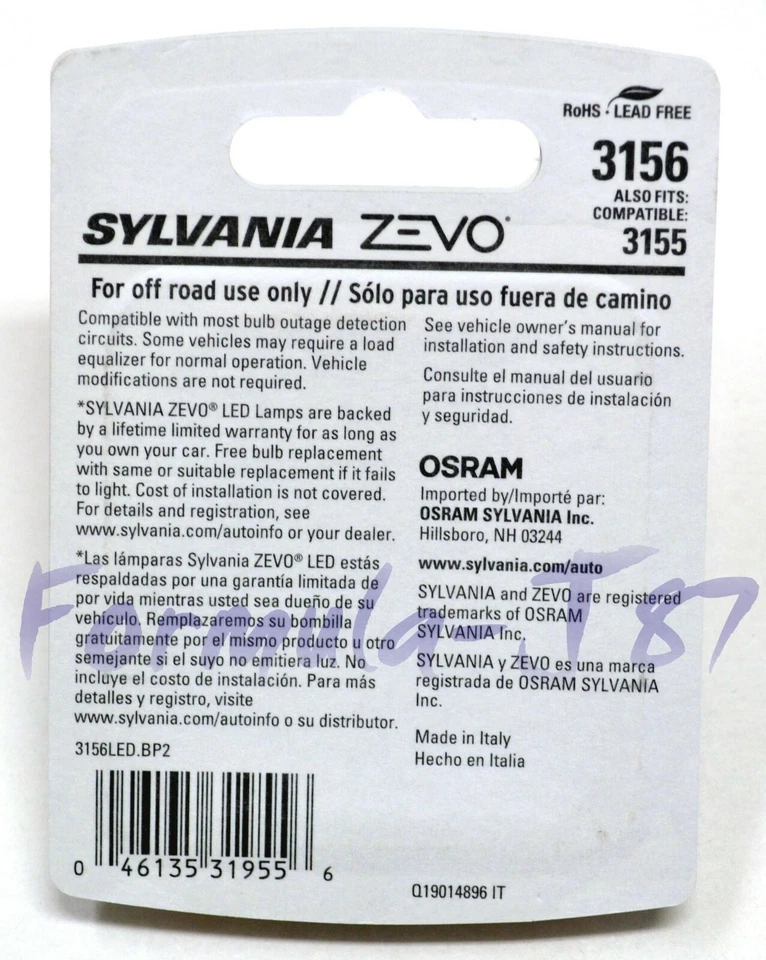 RoHS · LEAD FREE
3156
ALSO FITS:
COMPATIBLE:
3155
SYLVANIA ZEVO®
For off road use only // Sólo para uso fuera de camino
Compatible with most bulb outage detection
circuits. Some vehicles may require a load
equalizer for normal operation. Vehicle
modifications are not required.
*SYLVANIA ZEVO® LED Lamps are backed
by a lifetime limited warranty for as long as
you own your car. Free bulb replacement
with same or suitable replacement if it fails
to light. Cost of installation is not covered.
For details and registration, see
www.sylvania.com/autoinfo or your dealer.
*Las lámparas Sylvania ZEVO® LED estás
respaldadas por una garantía limitada de
por vida mientras usted sea dueño de su
vehículo. Remplazaremos su bombilla
gratuitamente por el mismo producto u otro
semejante si el suyo no emitiera luz. No
incluye el costo de instalación. Para más
detalles y registro, visite
www.sylvania.com/autoinfo o su distributor.
3156LED.BP2
0 46135 31955 6
See vehicle owner's manual for
installation and safety instructions.
Consulte el manual del usuario
para instrucciones de instalación
y seguridad.
OSRAM
Imported by/Importé par:
OSRAM SYLVANIA Inc.
Hillsboro, NH 03244
www.sylvania.com/auto
SYLVANIA and ZEVO are registered
trademarks of OSRAM
SYLVANIA Inc.
SYLVANIA y ZEVO es una marca
registrada de OSRAM SYLVANIA
Inc.
Made in Italy
Hecho en Italia
Q19014896 IT
Formula-T87